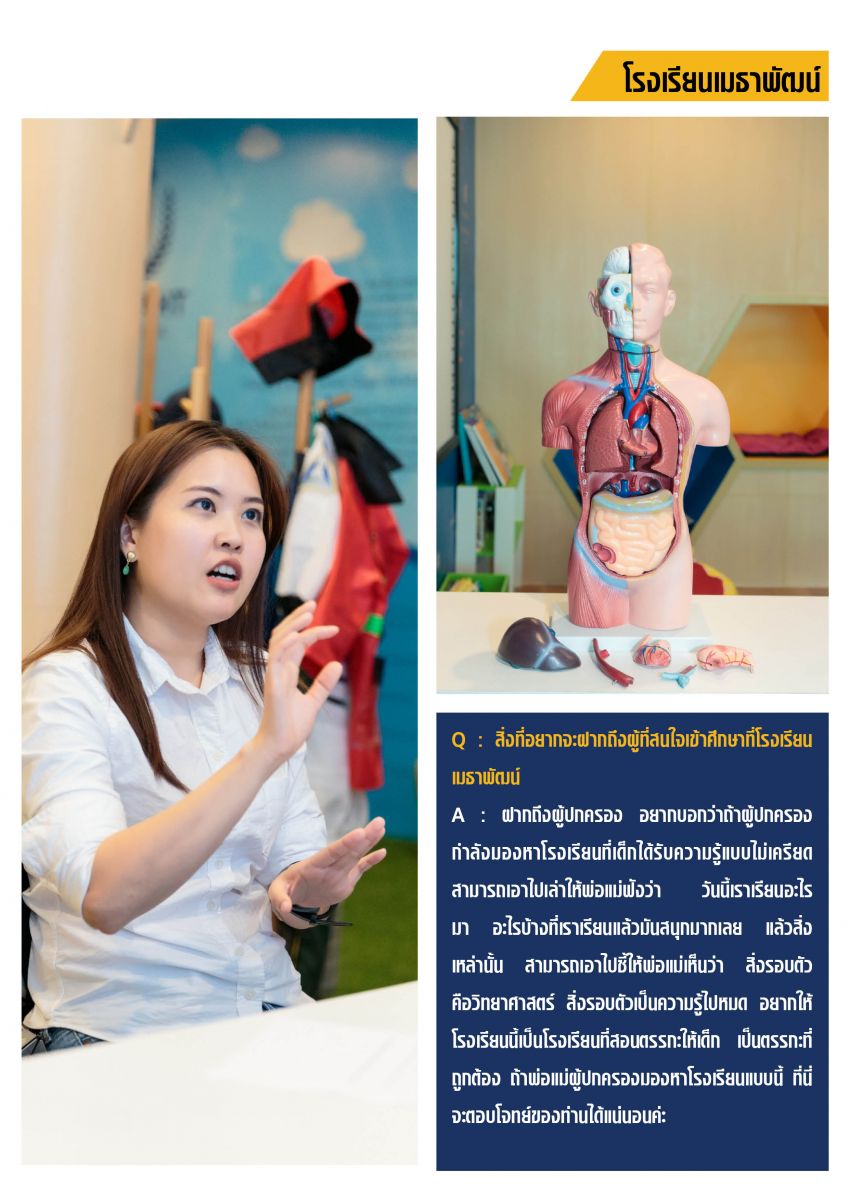 โรงเรียนเมธาพัฒน์
Q : สิ่งที่อยากจะฝากถึงผู้ที่สนใจเข้าศึกษาที่โรงเรียน
เมธาพัฒน์
A : ฝากถึงผู้ปกครอง อยากบอกว่าถ้าผู้ปกครอง
กำลังมองหาโรงเรียนที่เด็กได้รับความรู้แบบไม่เครียด
สามารถเอาไปเล่าให้พ่อแม่ฟังว่า วันนี้เราเรียนอะไร
มา อะไรบ้างที่เราเรียนแล้วมันสนุกมากเลย แล้วสิ่ง
เหล่านั้น สามารถเอาไปชี้ให้พ่อแม่เห็นว่า สิ่งรอบตัว
คือวิทยาศาสตร์ สิ่งรอบตัวเป็นความรู้ไปหมด อยากให้
โรงเรียนนี้เป็นโรงเรียนที่สอนตรรกะให้เด็ก เป็นตรรกะที่
ถูกต้อง ถ้าพ่อแม่ผู้ปกครองมองหาโรงเรียนแบบนี้ ที่นี่
จะตอบโจทย์ของท่านได้แน่นอนค่ะ